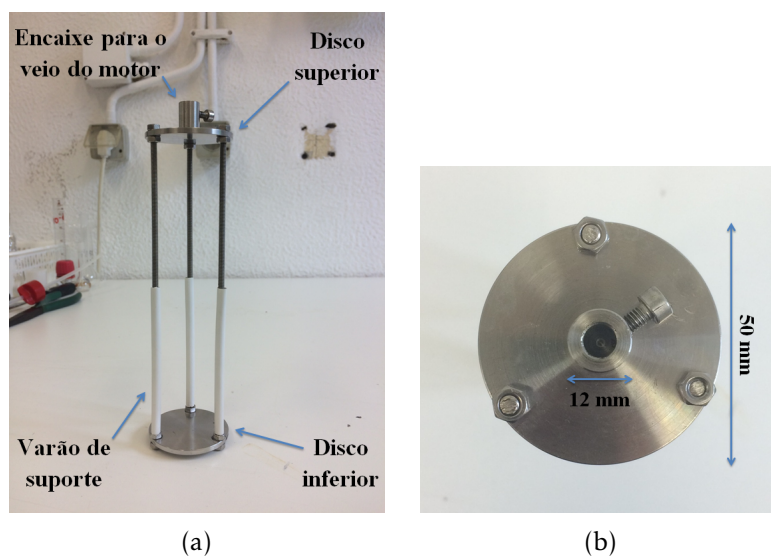 Encaixe para o
veio do motor
Disco
superior
Varão de
suporte
Disco
inferior
(a)
50 mm
12 mm
(b)